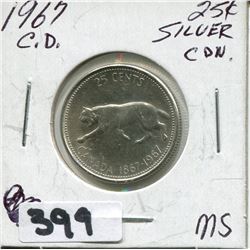 1967
C.D.
25¢
SILVER
CDN.
25 CENTS
CANADA 1867-1967
399
MS